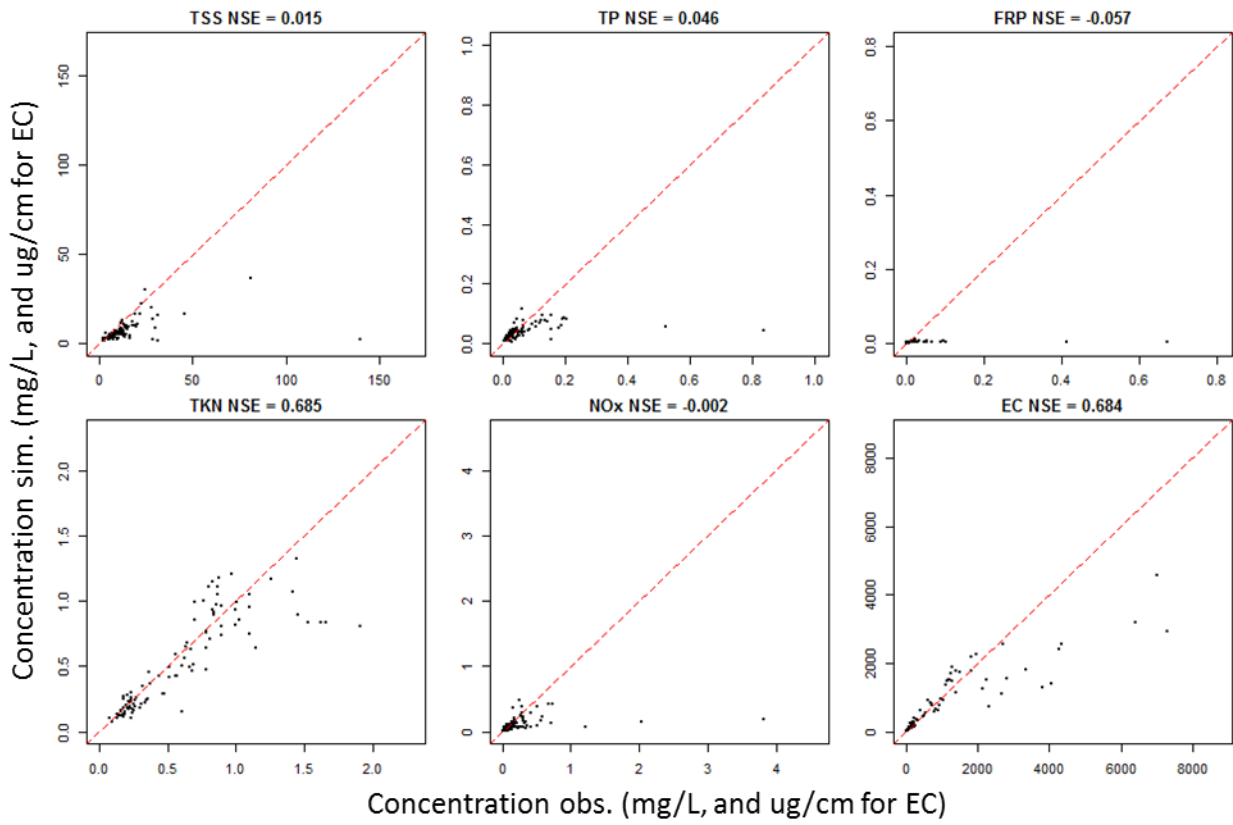 TSS NSE = 0.015
TP NSE = 0.046
FRP NSE = -0.057
Concentration sim. (mg/L, and ug/cm for EC)
0 50 100 150
0 50 100 150
0.0 0.2 0.4 0.6 0.8 1.0
0.0 0.2 0.4 0.6 0.8 1.0
0.0 0.2 0.4 0.6 0.8
0.0 0.2 0.4 0.6 0.8
TKN NSE = 0.685
NOx NSE = -0.002
EC NSE = 0.684
0.0 0.5 1.0 1.5 2.0
0.0 0.5 1.0 1.5 2.0
0 1 2 3 4
0 1 2 3 4
0 2000 4000 6000 8000
0 2000 4000 6000 8000
Concentration obs. (mg/L, and ug/cm for EC)